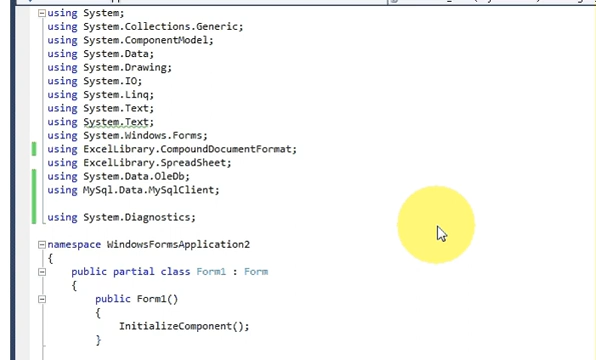 using System;
using System.Collections.Generic;
using System.ComponentModel;
using System.Data;
using System.Drawing;
using System.IO;
using System.Linq;
using System.Text;
using System.Text;
using System.Windows.Forms;
using ExcelLibrary.CompoundDocumentFormat;
using ExcelLibrary.SpreadSheet;
using System.Data.OleDb;
using MySql.Data.MySqlClient;
using System.Diagnostics;
namespace WindowsFormsApplication2
{
public partial class Form1 : Form
{
public Form1()
{
InitializeComponent();
}